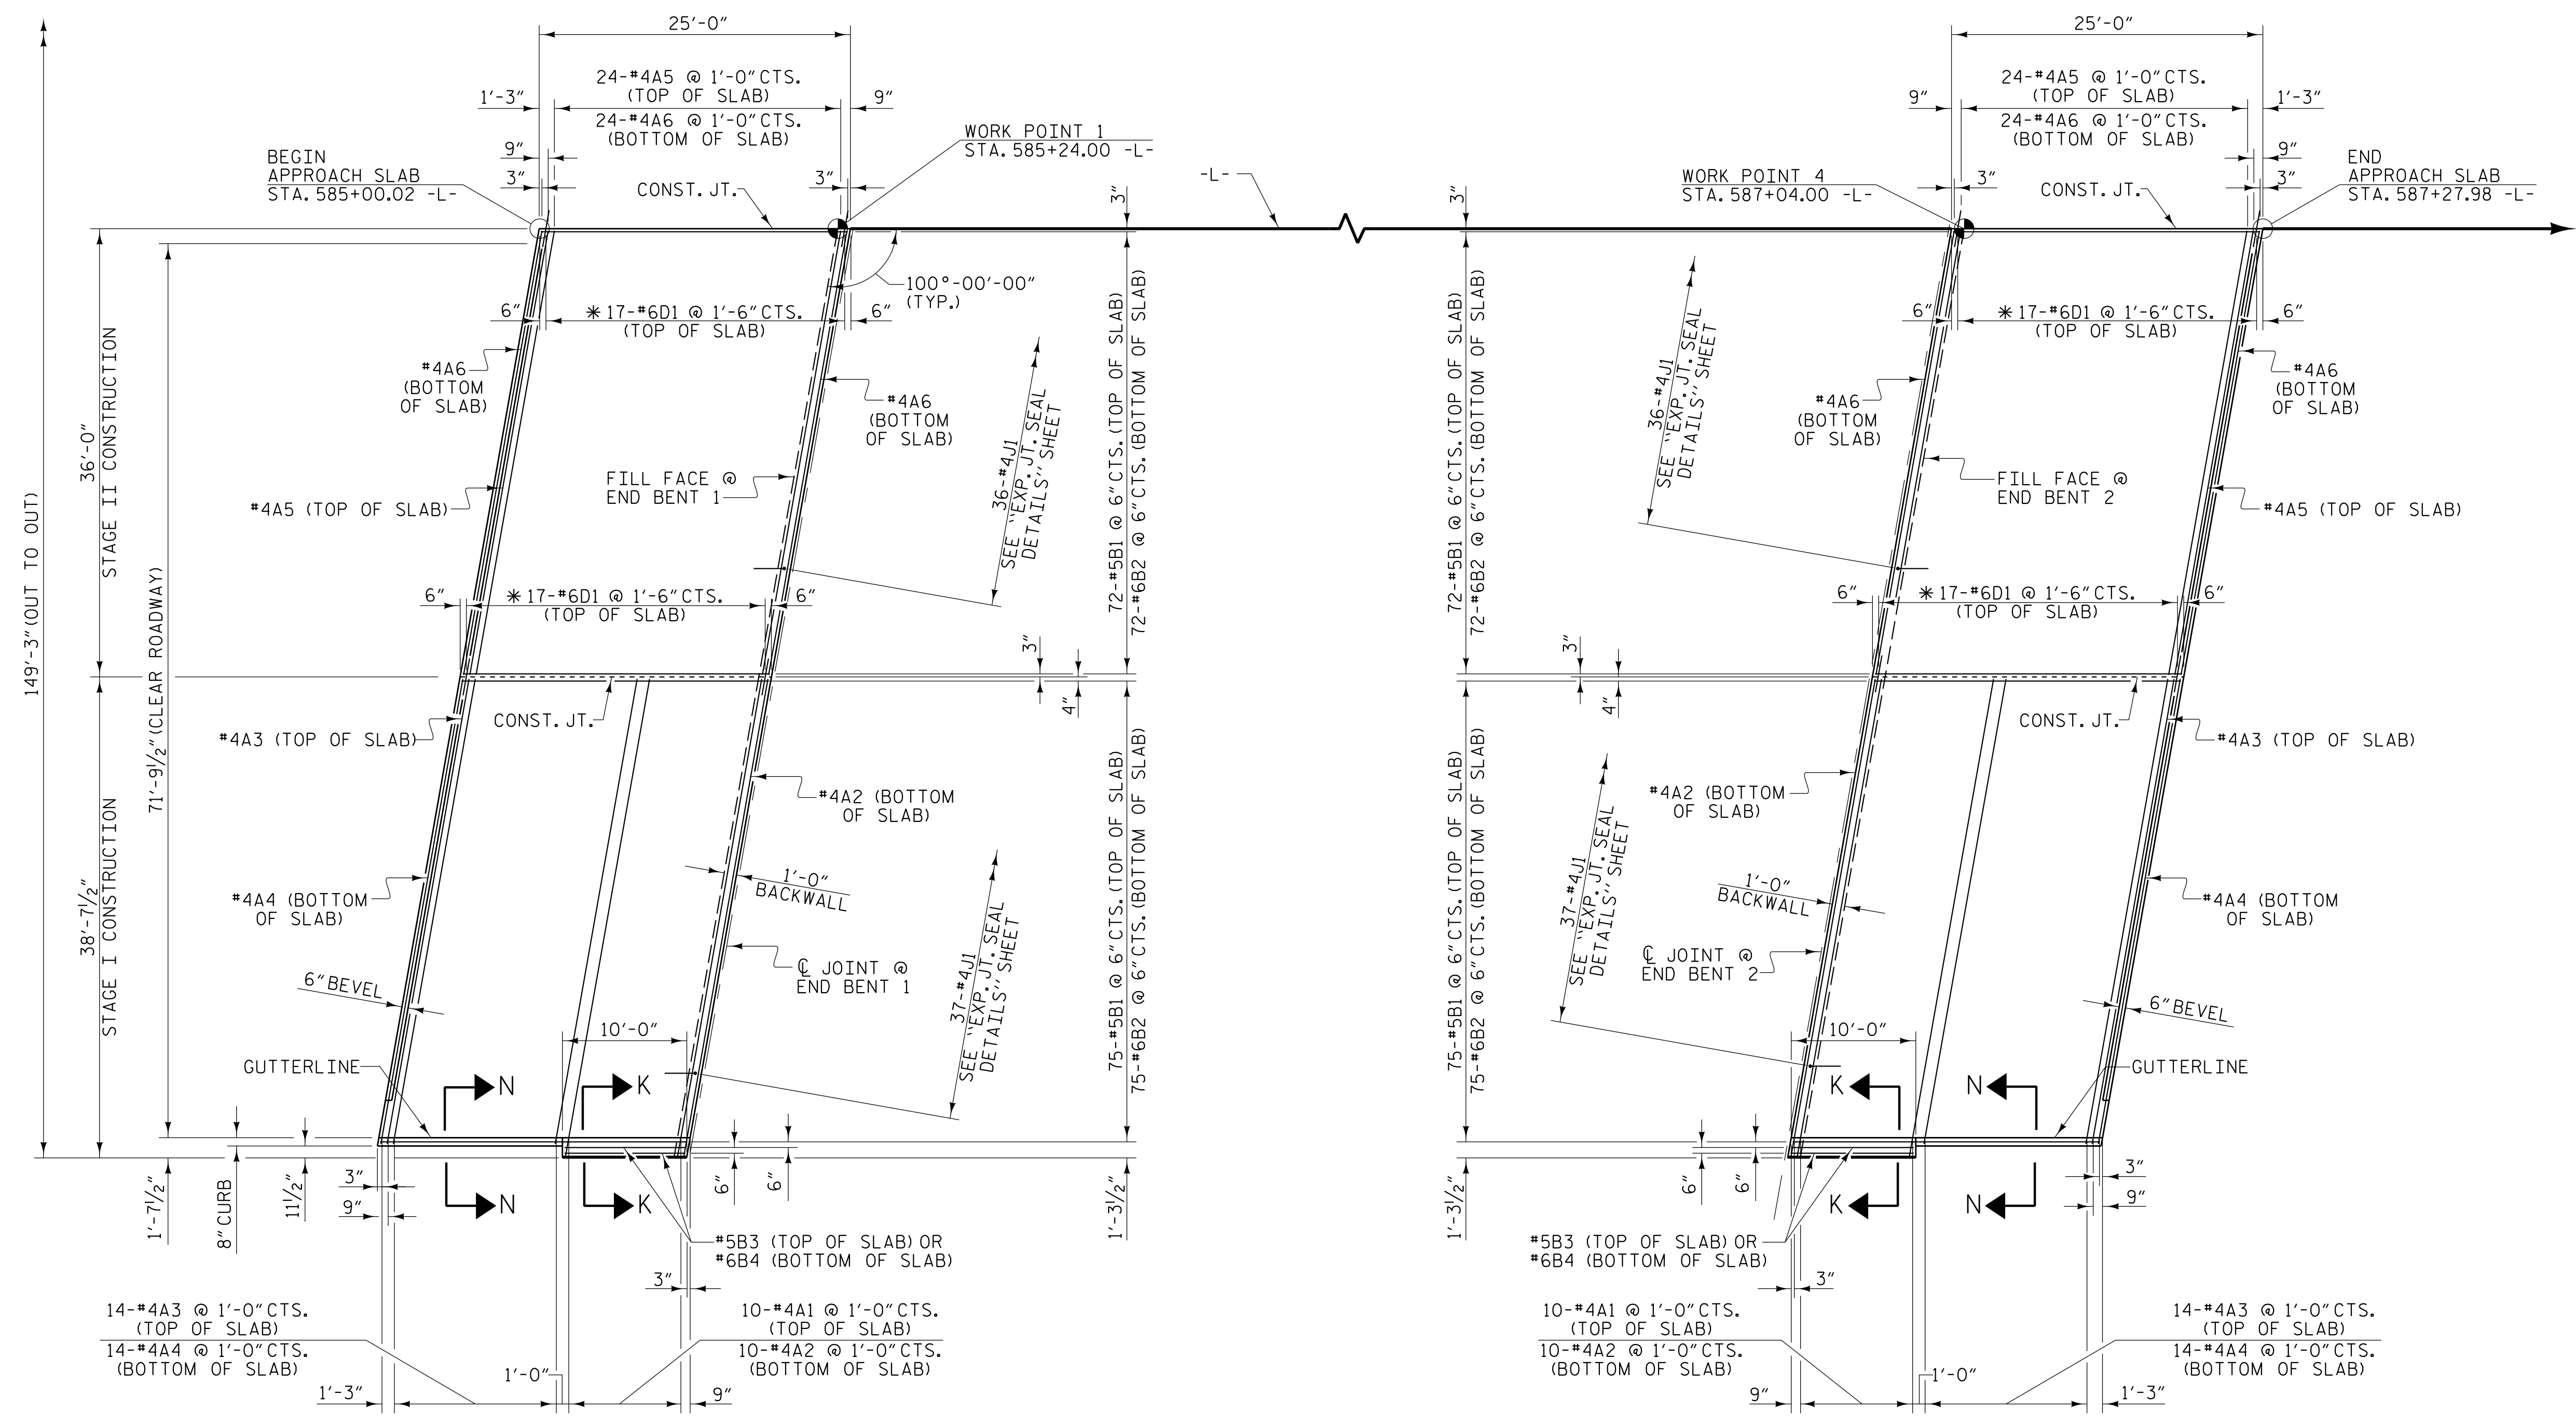 25'-0"
24-#4A5 @ 1'-0" CTS.
(TOP OF SLAB)
1'-3"
9"
24-#4A6 @ 1'-0" CTS.
(BOTTOM OF SLAB)
WORK POINT 1
STA. 585+24.00 -L-
BEGIN
APPROACH SLAB
STA. 585+00.02 -L-
9"
3"
CONST. JT.
3"
-L-
3"
100°-00'-00"
(TYP.)
6"
✳ 17-#6D1 @ 1'-6" CTS.
(TOP OF SLAB)
6"
#4A6
(BOTTOM
OF SLAB)
#4A6
(BOTTOM
OF SLAB)
FILL FACE @
END BENT 1
#4A5 (TOP OF SLAB)
36-#4J1
SEE "EXP. JT. SEAL
DETAILS" SHEET
72-#5B1 @ 6" CTS. (TOP OF SLAB)
72-#6B2 @ 6" CTS. (BOTTOM OF SLAB)
149'-3" (OUT TO OUT)
36'-0"
STAGE II CONSTRUCTION
71'-9½" (CLEAR ROADWAY)
6"
✳ 17-#6D1 @ 1'-6" CTS.
(TOP OF SLAB)
6"
3"
4"
CONST. JT.
#4A3 (TOP OF SLAB)
#4A2 (BOTTOM
OF SLAB)
38'-7½"
STAGE I CONSTRUCTION
#4A4 (BOTTOM
OF SLAB)
1'-0"
BACKWALL
6" BEVEL
℄ JOINT @
END BENT 1
37-#4J1
SEE "EXP. JT. SEAL
DETAILS" SHEET
75-#5B1 @ 6" CTS. (TOP OF SLAB)
75-#6B2 @ 6" CTS. (BOTTOM OF SLAB)
10'-0"
GUTTERLINE
N
K
N
K
1'-7½"
8" CURB
11½"
3"
9"
6"
6"
1'-3½"
#5B3 (TOP OF SLAB) OR
#6B4 (BOTTOM OF SLAB)
3"
14-#4A3 @ 1'-0" CTS.
(TOP OF SLAB)
14-#4A4 @ 1'-0" CTS.
(BOTTOM OF SLAB)
10-#4A1 @ 1'-0" CTS.
(TOP OF SLAB)
10-#4A2 @ 1'-0" CTS.
(BOTTOM OF SLAB)
1'-3"
1'-0"
9"
25'-0"
24-#4A5 @ 1'-0" CTS.
(TOP OF SLAB)
9"
1'-3"
24-#4A6 @ 1'-0" CTS.
(BOTTOM OF SLAB)
9"
END
APPROACH SLAB
STA. 587+27.98 -L-
WORK POINT 4
STA. 587+04.00 -L-
3"
CONST. JT.
3"
3"
6"
✳ 17-#6D1 @ 1'-6" CTS.
(TOP OF SLAB)
6"
36-#4J1
SEE "EXP. JT. SEAL
DETAILS" SHEET
#4A6
(BOTTOM
OF SLAB)
#4A6
(BOTTOM
OF SLAB)
FILL FACE @
END BENT 2
#4A5 (TOP OF SLAB)
72-#5B1 @ 6" CTS. (TOP OF SLAB)
72-#6B2 @ 6" CTS. (BOTTOM OF SLAB)
6"
✳ 17-#6D1 @ 1'-6" CTS.
(TOP OF SLAB)
6"
3"
4"
CONST. JT.
#4A3 (TOP OF SLAB)
#4A2 (BOTTOM
OF SLAB)
37-#4J1
SEE "EXP. JT. SEAL
DETAILS" SHEET
1'-0"
BACKWALL
#4A4 (BOTTOM
OF SLAB)
℄ JOINT @
END BENT 2
6" BEVEL
75-#5B1 @ 6" CTS. (TOP OF SLAB)
75-#6B2 @ 6" CTS. (BOTTOM OF SLAB)
10'-0"
GUTTERLINE
K
N
K
N
1'-3½"
6"
6"
3"
9"
#5B3 (TOP OF SLAB) OR
#6B4 (BOTTOM OF SLAB)
3"
10-#4A1 @ 1'-0" CTS.
(TOP OF SLAB)
10-#4A2 @ 1'-0" CTS.
(BOTTOM OF SLAB)
14-#4A3 @ 1'-0" CTS.
(TOP OF SLAB)
14-#4A4 @ 1'-0" CTS.
(BOTTOM OF SLAB)
9"
1'-0"
1'-3"